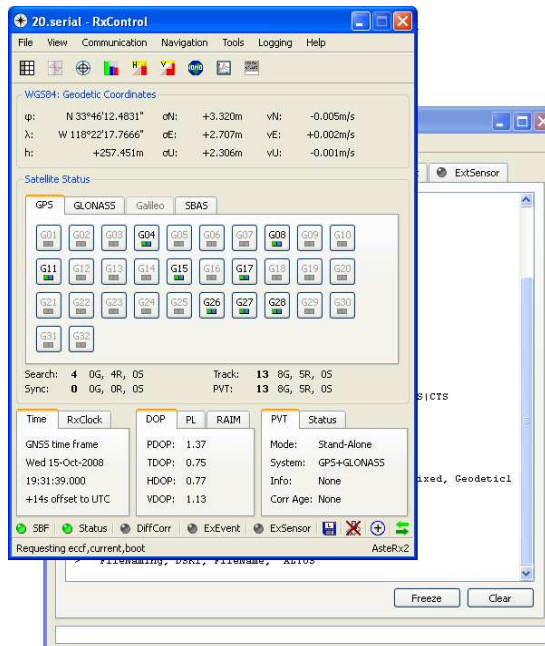 20.serial - RxControl
File View Communication Navigation Tools Logging Help
WGS84: Geodetic Coordinates
φ: N 33°46'12.4831" σN: +3.320m vN: -0.005m/s
λ: W 118°22'17.7666" σE: +2.707m vE: +0.002m/s
h: +257.451m σU: +2.306m vU: -0.001m/s
Satellite Status
GPS GLONASS Galileo SBAS
G01 G02 G03 G04 G05 G06 G07 G08 G09 G10
G11 G12 G13 G14 G15 G16 G17 G18 G19 G20
G21 G22 G23 G24 G25 G26 G27 G28 G29 G30
G31 G32
Search: 4 0G, 4R, 0S Track: 13 8G, 5R, 0S
Sync: 0 0G, 0R, 0S PVT: 13 8G, 5R, 0S
Time RxClock DOP PL RAIM PVT Status
GNSS time frame PDOP: 1.37 Mode: Stand-Alone
Wed 15-Oct-2008 TDOP: 0.75 System: GPS+GLONASS
19:31:39.000 HDOP: 0.77 Info: None
+14s offset to UTC VDOP: 1.13 Corr Age: None
SBF Status DiffCorr ExEvent ExSensor
Requesting eccf,current,boot AsteRx2
ExtSensor
S|CTS
ixed, Geodetic1
> FileNaming, DSK1, FileName, "ALT05"
Freeze Clear